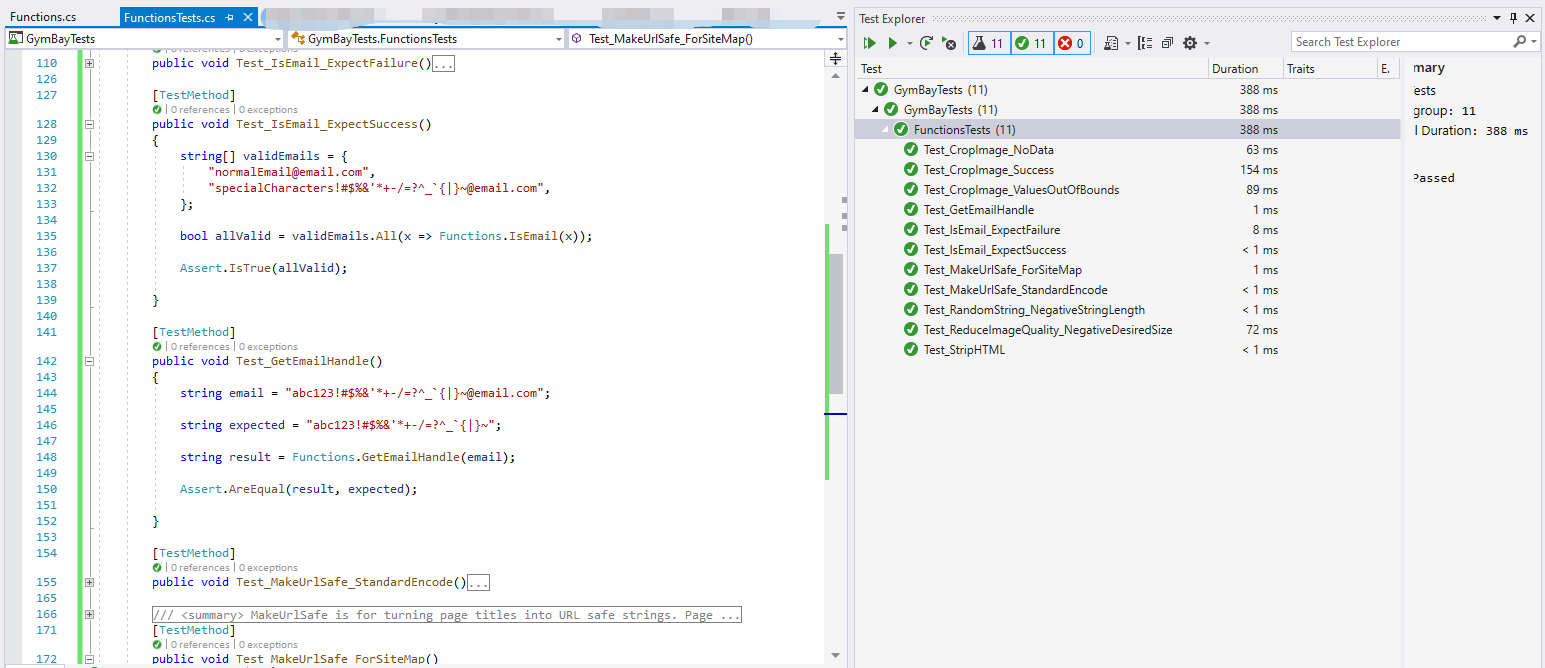 Functions.cs
FunctionsTests.cs
GymBayTests
GymBayTests.FunctionsTests
Test_MakeUrlSafe_ForSiteMap()
0 references | 0 exceptions
110 public void Test_IsEmail_ExpectFailure()...
126
127 [TestMethod]
0 references | 0 exceptions
128 public void Test_IsEmail_ExpectSuccess()
129 {
130 string[] validEmails = {
131 "normalEmail@email.com",
132 "specialCharacters!#$%&'*+-/=?^_`{|}~@email.com",
133 };
134
135 bool allValid = validEmails.All(x => Functions.IsEmail(x));
136
137 Assert.IsTrue(allValid);
138
139 }
140
141 [TestMethod]
0 references | 0 exceptions
142 public void Test_GetEmailHandle()
143 {
144 string email = "abc123!#$%&'*+-/=?^_`{|}~@email.com";
145
146 string expected = "abc123!#$%&'*+-/=?^_`{|}~";
147
148 string result = Functions.GetEmailHandle(email);
149
150 Assert.AreEqual(result, expected);
151
152 }
153
154 [TestMethod]
0 references | 0 exceptions
155 public void Test_MakeUrlSafe_StandardEncode()...
165
166 /// <summary> MakeUrlSafe is for turning page titles into URL safe strings. Page ...
171 [TestMethod]
0 references | 0 exceptions
172 public void Test_MakeUrlSafe_ForSiteMap()
Test Explorer
11 11 0
Search Test Explorer
Test Duration Traits E.
GymBayTests (11) 388 ms
GymBayTests (11) 388 ms
FunctionsTests (11) 388 ms
Test_CropImage_NoData 63 ms
Test_CropImage_Success 154 ms
Test_CropImage_ValuesOutOfBounds 89 ms
Test_GetEmailHandle 1 ms
Test_IsEmail_ExpectFailure 8 ms
Test_IsEmail_ExpectSuccess < 1 ms
Test_MakeUrlSafe_ForSiteMap 1 ms
Test_MakeUrlSafe_StandardEncode < 1 ms
Test_RandomString_NegativeStringLength < 1 ms
Test_ReduceImageQuality_NegativeDesiredSize 72 ms
Test_StripHTML < 1 ms
mary
ests
group: 11
l Duration: 388 ms
Passed